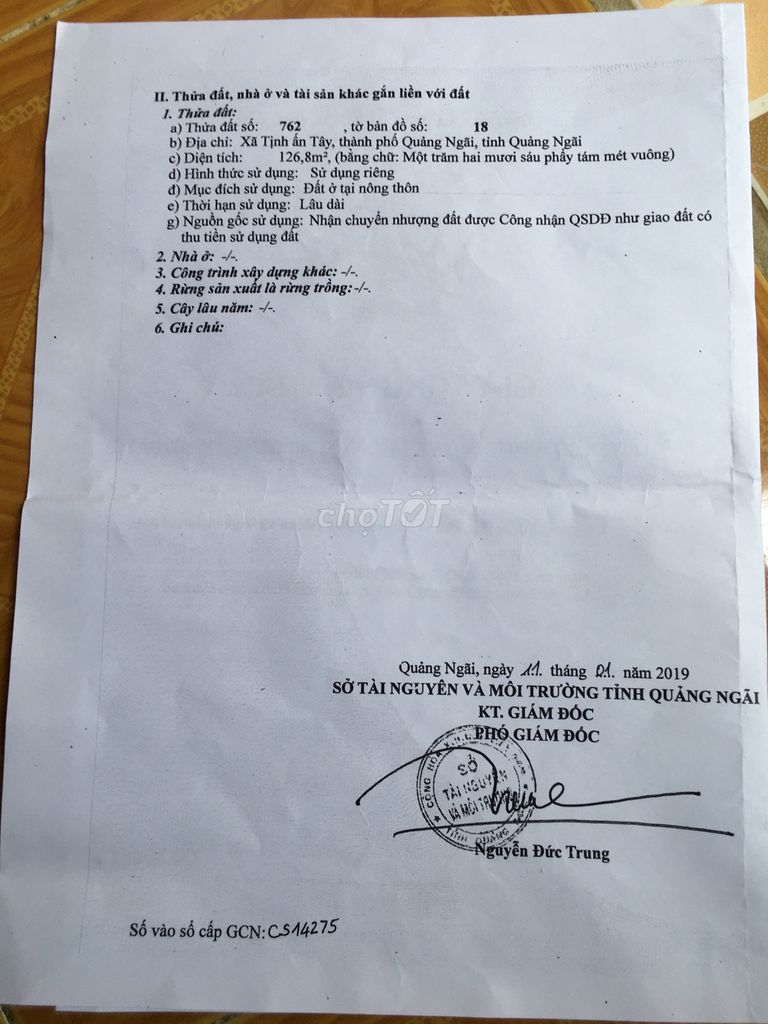 II. Thửa đất, nhà ở và tài sản khác gắn liền với đất
1. Thửa đất:
a) Thửa đất số: 762 , tờ bản đồ số: 18
b) Địa chỉ: Xã Tịnh ấn Tây, thành phố Quảng Ngãi, tỉnh Quảng Ngãi
c) Diện tích: 126,8m², (bằng chữ: Một trăm hai mươi sáu phẩy tám mét vuông)
d) Hình thức sử dụng: Sử dụng riêng
đ) Mục đích sử dụng: Đất ở tại nông thôn
e) Thời hạn sử dụng: Lâu dài
g) Nguồn gốc sử dụng: Nhận chuyển nhượng đất được Công nhận QSDĐ như giao đất có
thu tiền sử dụng đất
2. Nhà ở: -/-.
3. Công trình xây dựng khác: -/-.
4. Rừng sản xuất là rừng trồng: -/-.
5. Cây lâu năm: -/-.
6. Ghi chú:
chợTỐT
Quảng Ngãi, ngày 11. tháng 01. năm 2019
SỞ TÀI NGUYÊN VÀ MÔI TRƯỜNG TỈNH QUẢNG NGÃI
KT. GIÁM ĐỐC
PHÓ GIÁM ĐỐC
SỞ
TÀI NGUYÊN
VÀ MÔI TRƯỜNG
Nguyễn Đức Trung
Số vào sổ cấp GCN: CS14275